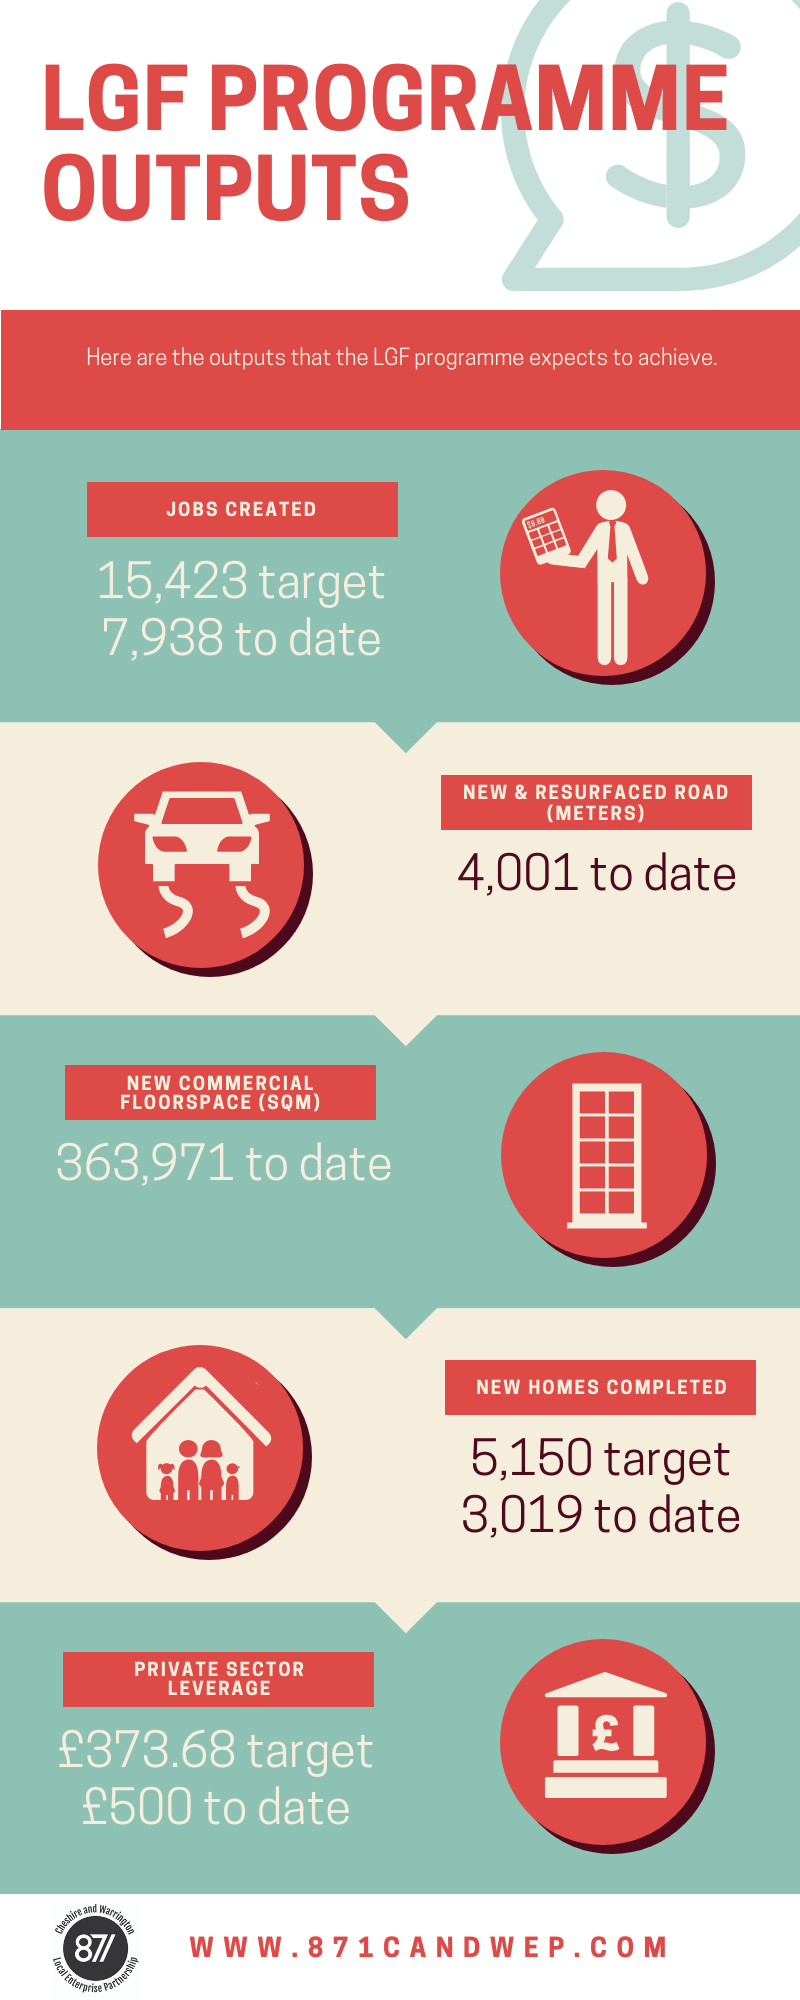 LGF PROGRAMME
OUTPUTS
Here are the outputs that the LGF programme expects to achieve.
JOBS CREATED
15,423 target
7,938 to date
$0.00
NEW & RESURFACED ROAD
(METERS)
4,001 to date
NEW COMMERCIAL
FLOORSPACE (SQM)
363,971 to date
NEW HOMES COMPLETED
5,150 target
3,019 to date
PRIVATE SECTOR
LEVERAGE
£373.68 target
£500 to date
£
Cheshire and Warrington
871
Local Enterprise Partnership
WWW.871CANDWEP.COM